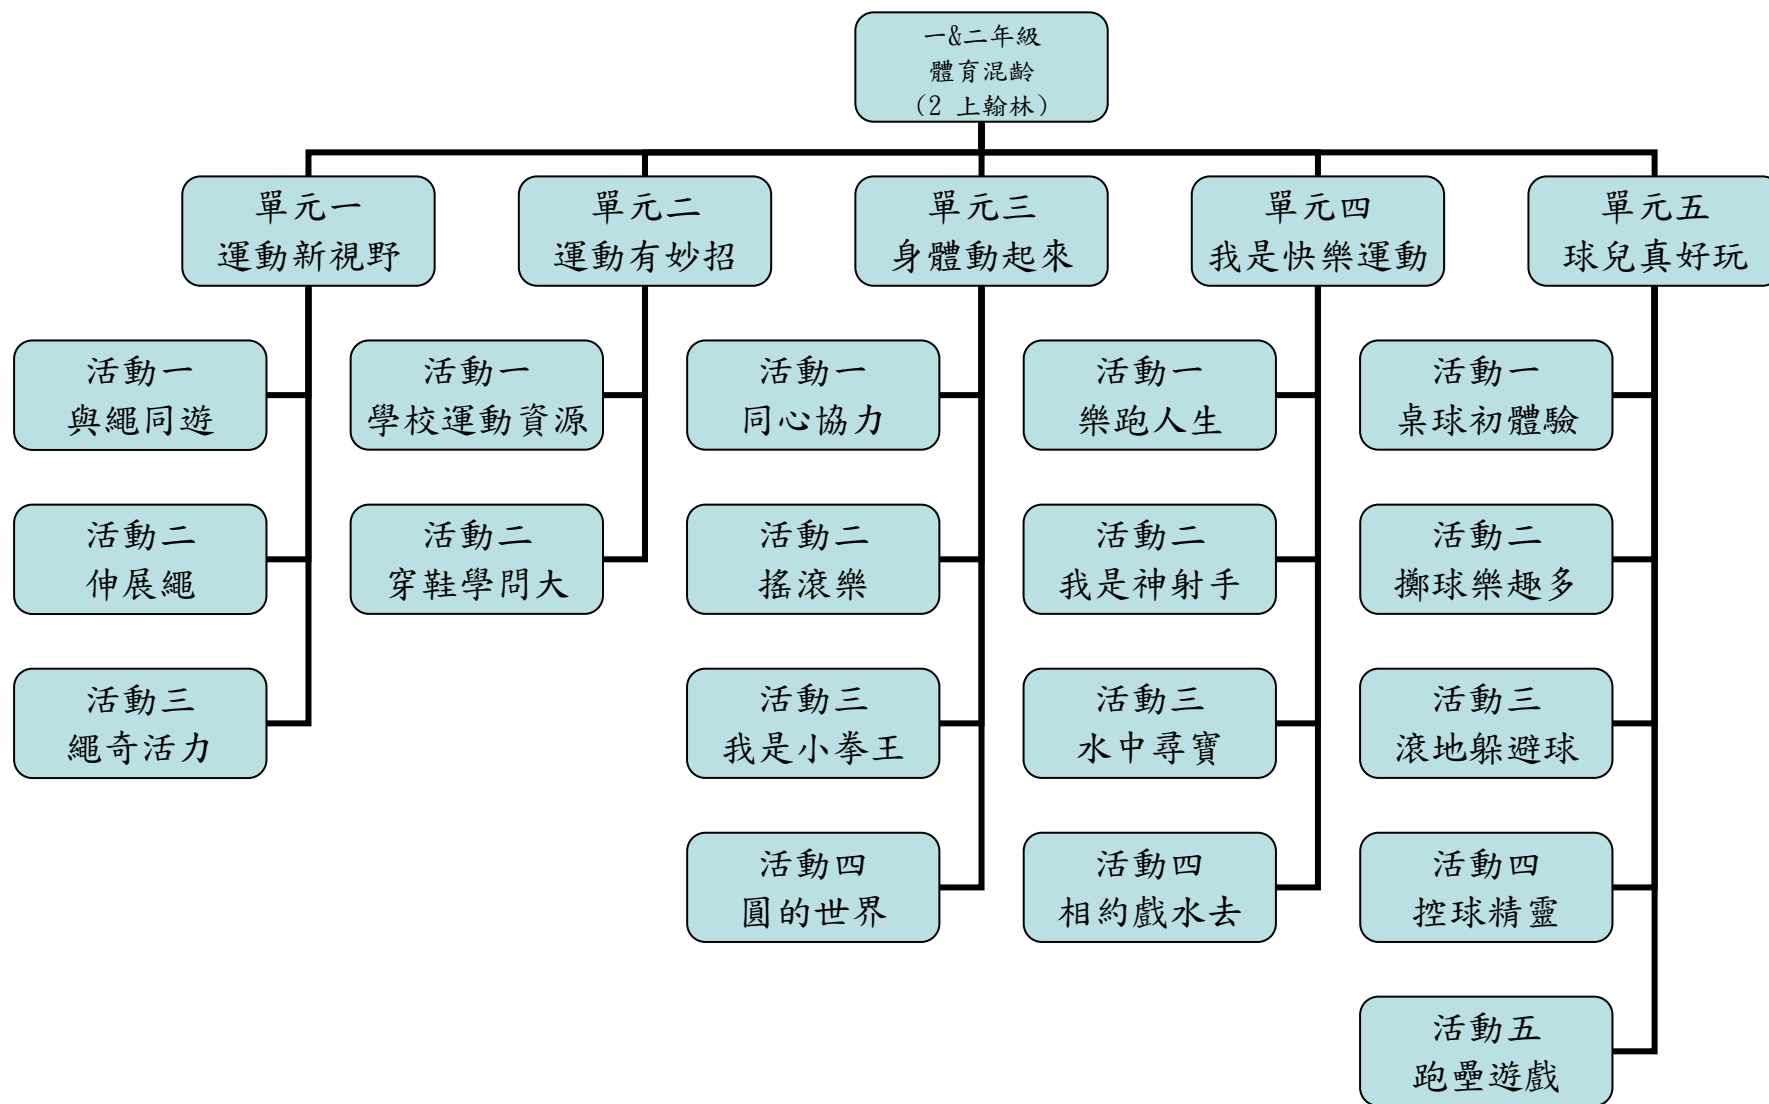 一&二年級
體育混齡
(2 上翰林)
單元一
運動新視野
單元二
運動有妙招
單元三
身體動起來
單元四
我是快樂運動
單元五
球兒真好玩
活動一
與繩同遊
活動二
伸展繩
活動三
繩奇活力
活動一
學校運動資源
活動二
穿鞋學問大
活動一
同心協力
活動二
搖滾樂
活動三
我是小拳王
活動四
圓的世界
活動一
樂跑人生
活動二
我是神射手
活動三
水中尋寶
活動四
相約戲水去
活動一
桌球初體驗
活動二
擲球樂趣多
活動三
滾地躲避球
活動四
控球精靈
活動五
跑壘遊戲